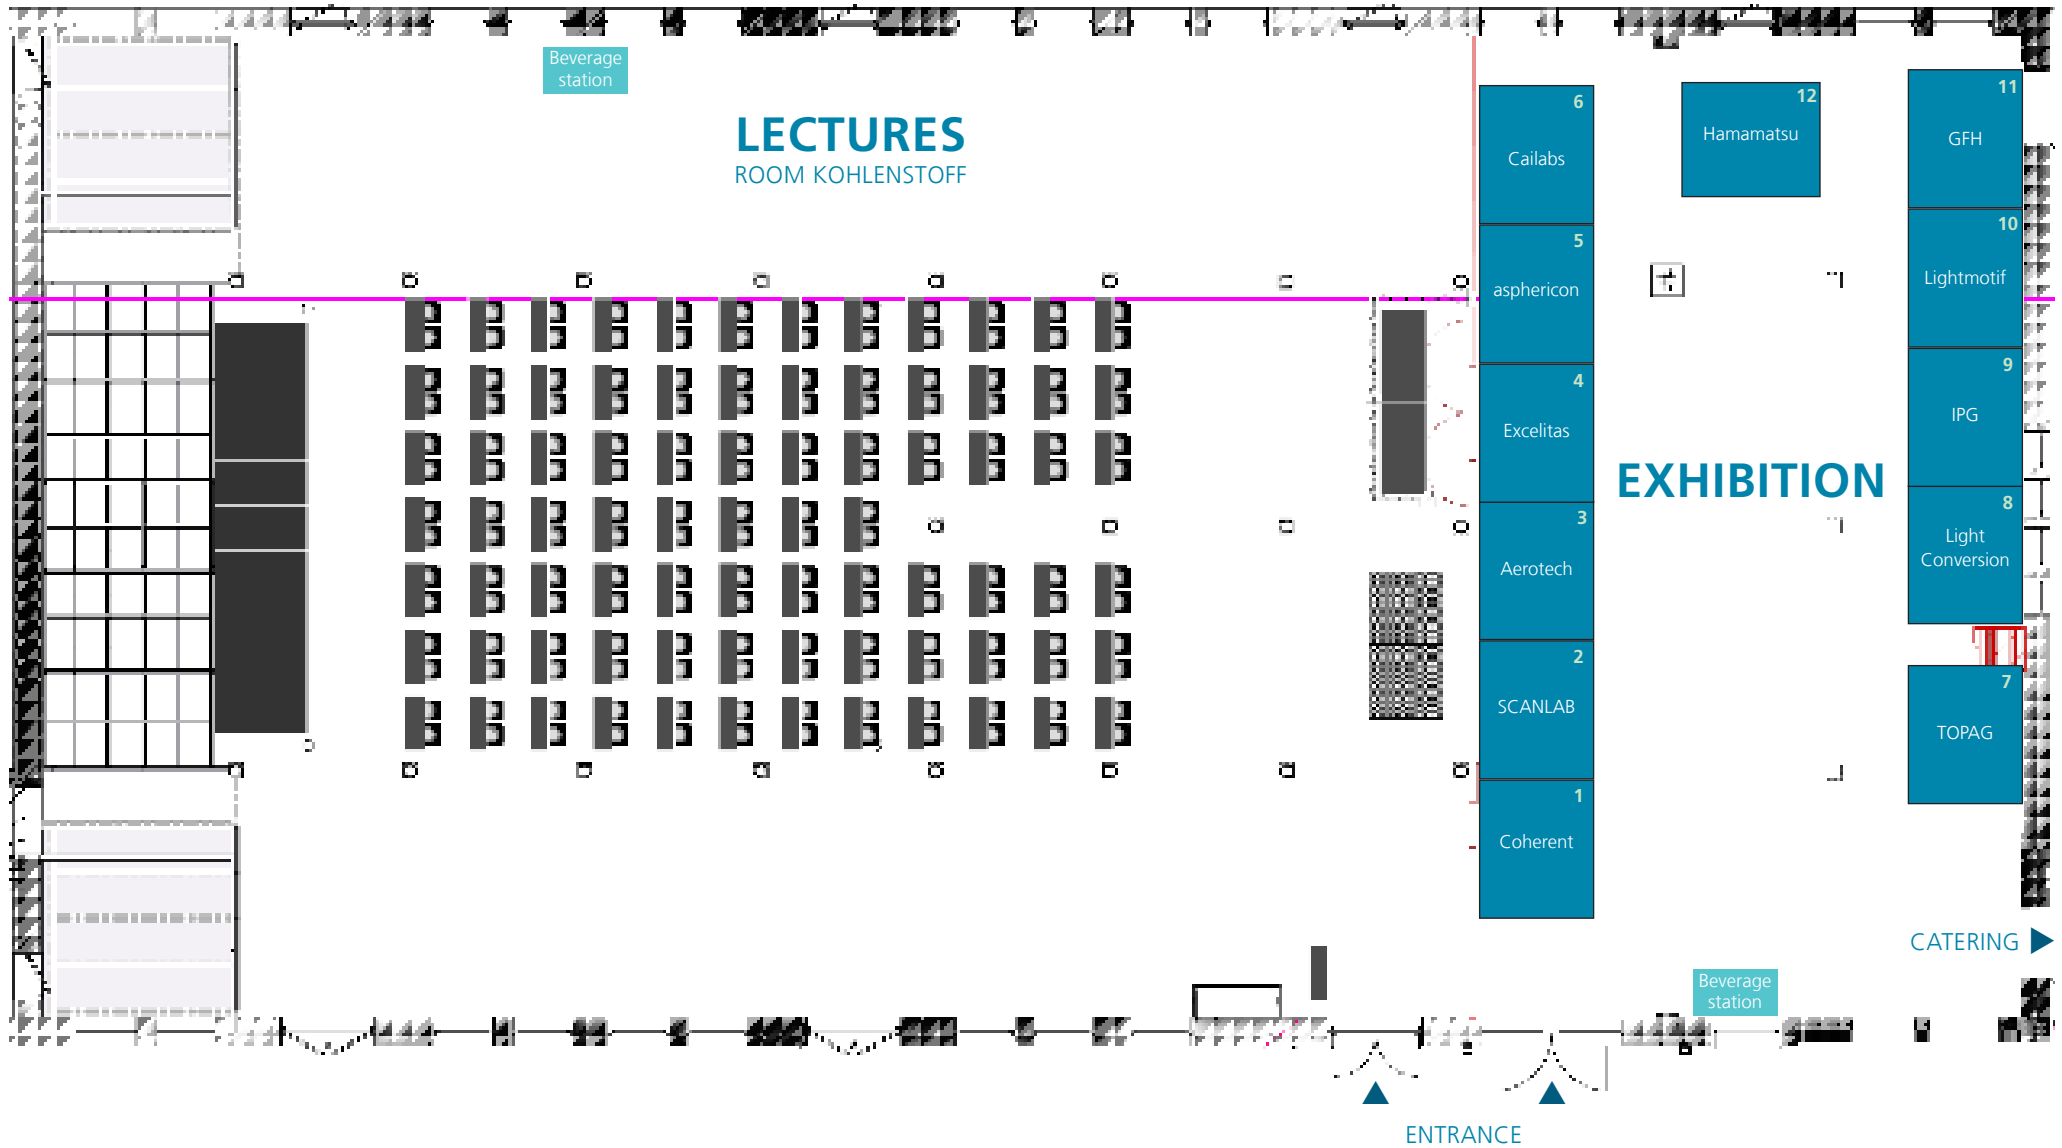 Beverage
station
LECTURES
ROOM KOHLENSTOFF
6
Cailabs
5
asphericon
4
Excelitas
3
Aerotech
2
SCANLAB
1
Coherent
12
Hamamatsu
EXHIBITION
11
GFH
10
Lightmotif
9
IPG
8
Light
Conversion
7
TOPAG
CATERING
Beverage
station
ENTRANCE